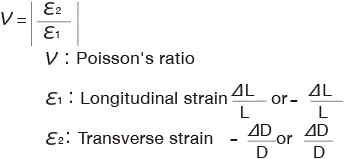 ν = | ε2 / ε1 |
ν : Poisson's ratio
ε1 : Longitudinal strain ΔL/L or - ΔL/L
ε2: Transverse strain - ΔD/D or ΔD/D